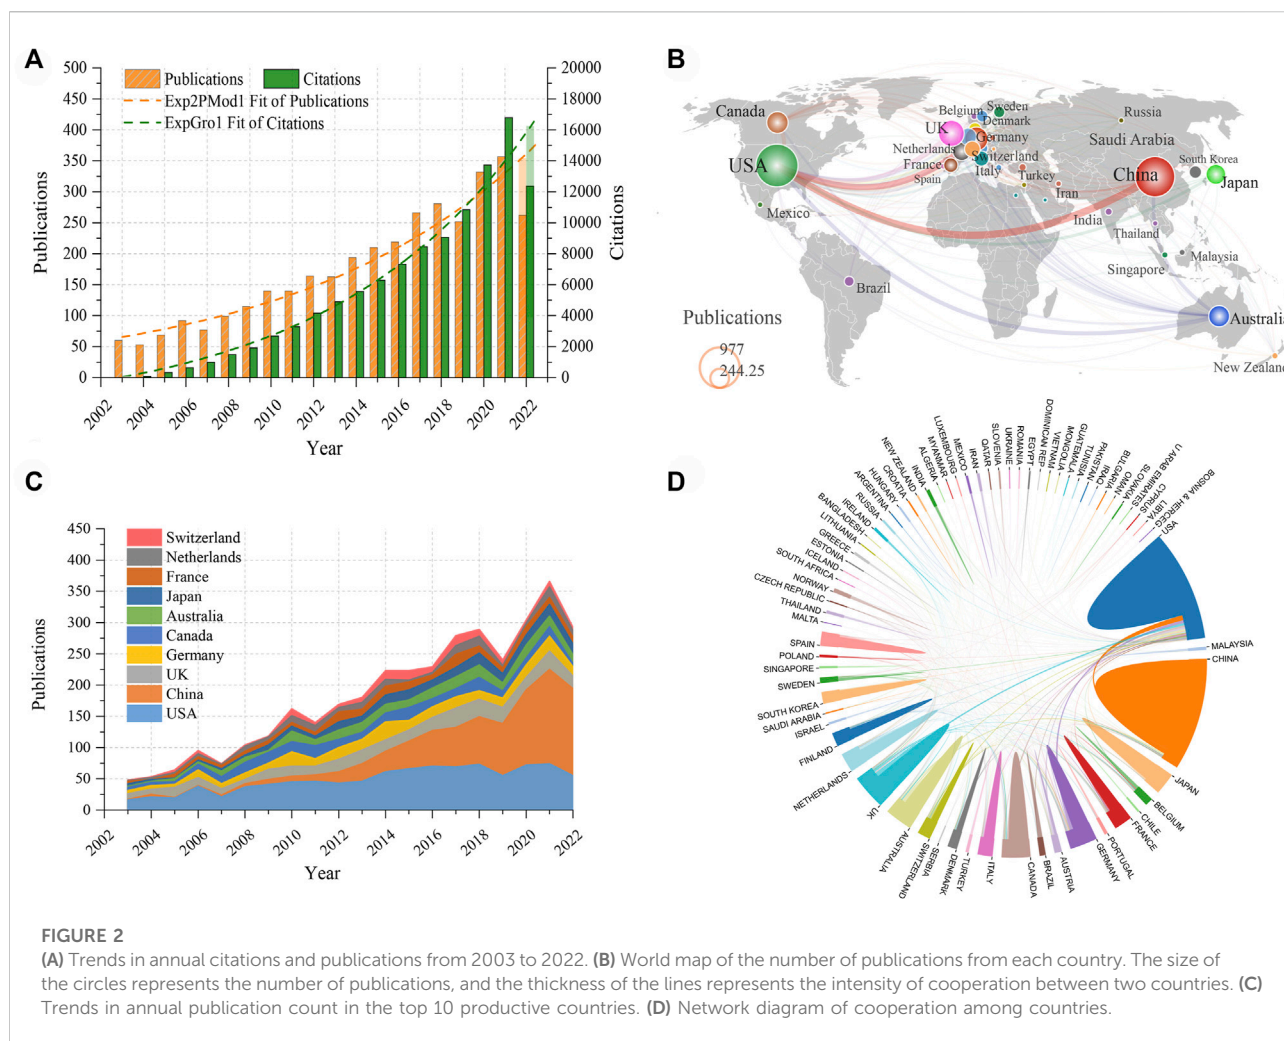 A
500
450
400
350
300
250
200
150
100
50
0
Publications
20000
18000
16000
14000
12000
10000
8000
6000
4000
2000
0
Citations
Publications
Citations
Exp2PMod1 Fit of Publications
ExpGro1 Fit of Citations
2002
2004
2006
2008
2010
2012
2014
2016
2018
2020
2022
Year
B
Canada
USA
Mexico
Brazil
Belgium
Sweden
UK
Denmark
Germany
Netherlands
Switzerland
France
Italy
Spain
Turkey
Iran
Russia
Saudi Arabia
China
South Korea
Japan
India
Thailand
Singapore
Malaysia
Australia
New Zealand
Publications
977
244.25
C
450
400
350
300
250
200
150
100
50
0
Publications
Switzerland
Netherlands
France
Japan
Australia
Canada
Germany
UK
China
USA
2002
2004
2006
2008
2010
2012
2014
2016
2018
2020
2022
Year
D
USA
MALAYSIA
CHINA
JAPAN
BELGIUM
CHILE
FRANCE
PORTUGAL
GERMANY
AUSTRIA
BRAZIL
CANADA
ITALY
TURKEY
DENMARK
SERBIA
SWITZERLAND
AUSTRALIA
UK
NETHERLANDS
FINLAND
ISRAEL
SAUDI ARABIA
SOUTH KOREA
SWEDEN
SINGAPORE
POLAND
SPAIN
MALTA
THAILAND
CZECH REPUBLIC
NORWAY
SOUTH AFRICA
ICELAND
ESTONIA
GREECE
LITHUANIA
BANGLADESH
IRELAND
RUSSIA
ARGENTINA
HUNGARY
CROATIA
NEW ZEALAND
INDIA
ALGERIA
MYANMAR
LUXEMBOURG
MEXICO
IRAN
QATAR
SLOVENIA
UKRAINE
ROMANIA
EGYPT
DOMINICAN REP
VIETNAM
MONGOLIA
GUATEMALA
TUNISIA
PAKISTAN
IRAQ
BULGARIA
OMAN
SLOVAKIA
U ARAB EMIRATES
CYPRUS
LIBYA
BOSNIA & HERCEG
FIGURE 2
(A) Trends in annual citations and publications from 2003 to 2022. (B) World map of the number of publications from each country. The size of
the circles represents the number of publications, and the thickness of the lines represents the intensity of cooperation between two countries. (C)
Trends in annual publication count in the top 10 productive countries. (D) Network diagram of cooperation among countries.